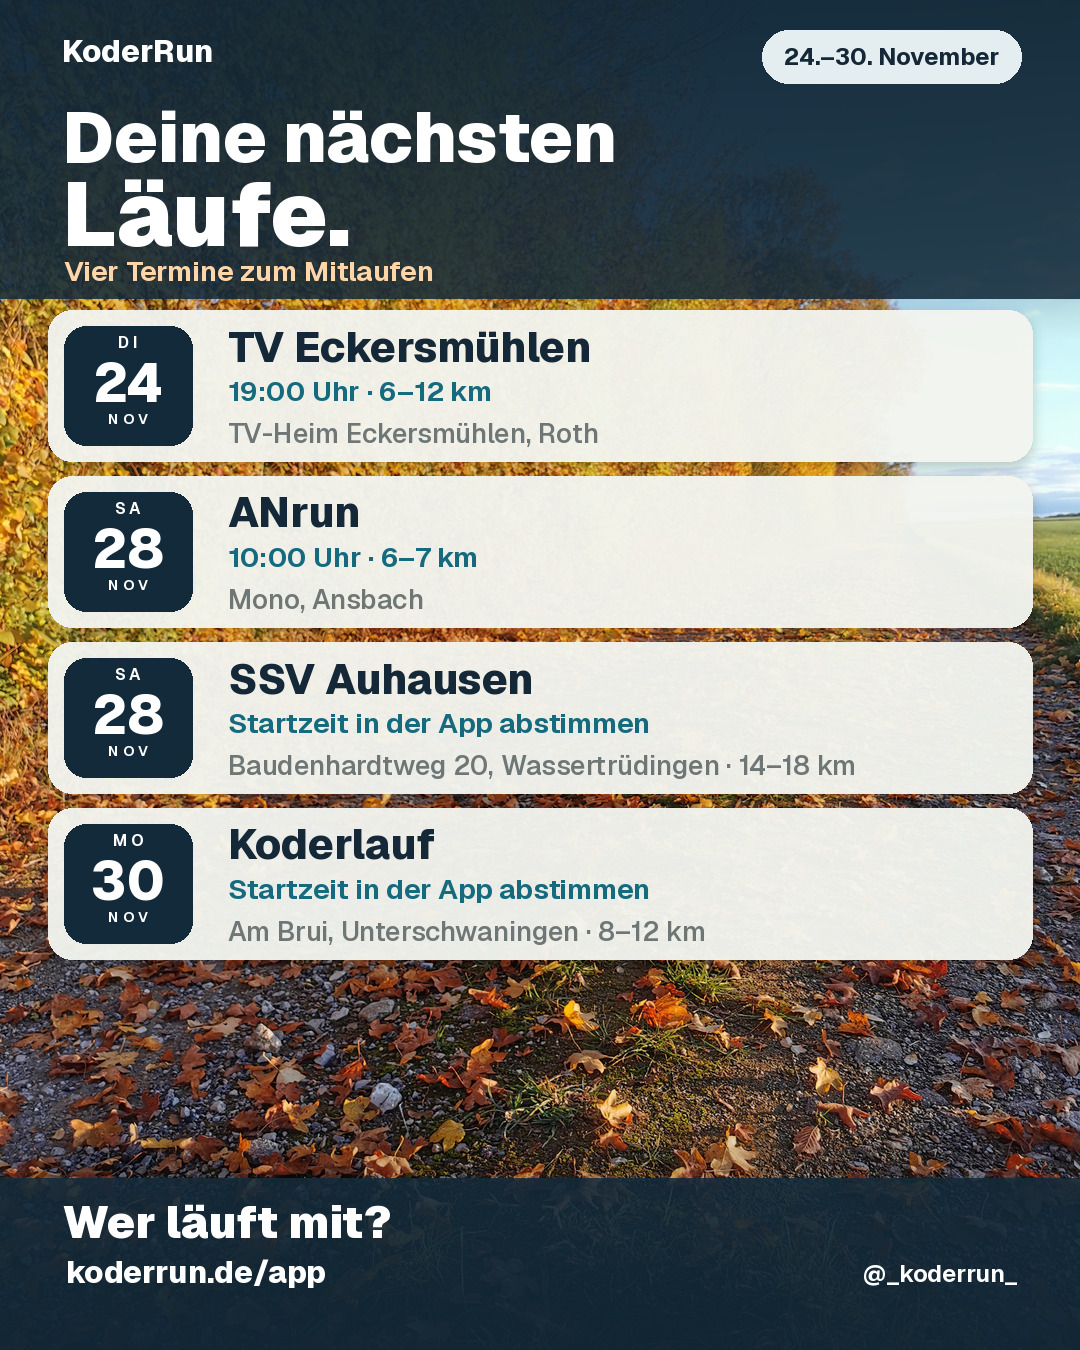 KoderRun
24.–30. November
Deine nächsten
Läufe.
Vier Termine zum Mitlaufen
DI
24
NOV
TV Eckersmühlen
19:00 Uhr · 6–12 km
TV-Heim Eckersmühlen, Roth
SA
28
NOV
ANrun
10:00 Uhr · 6–7 km
Mono, Ansbach
SA
28
NOV
SSV Auhausen
Startzeit in der App abstimmen
Baudenhardtweg 20, Wassertrüdingen · 14–18 km
MO
30
NOV
Koderlauf
Startzeit in der App abstimmen
Am Brui, Unterschwaningen · 8–12 km
Wer läuft mit?
koderrun.de/app
@_koderrun_